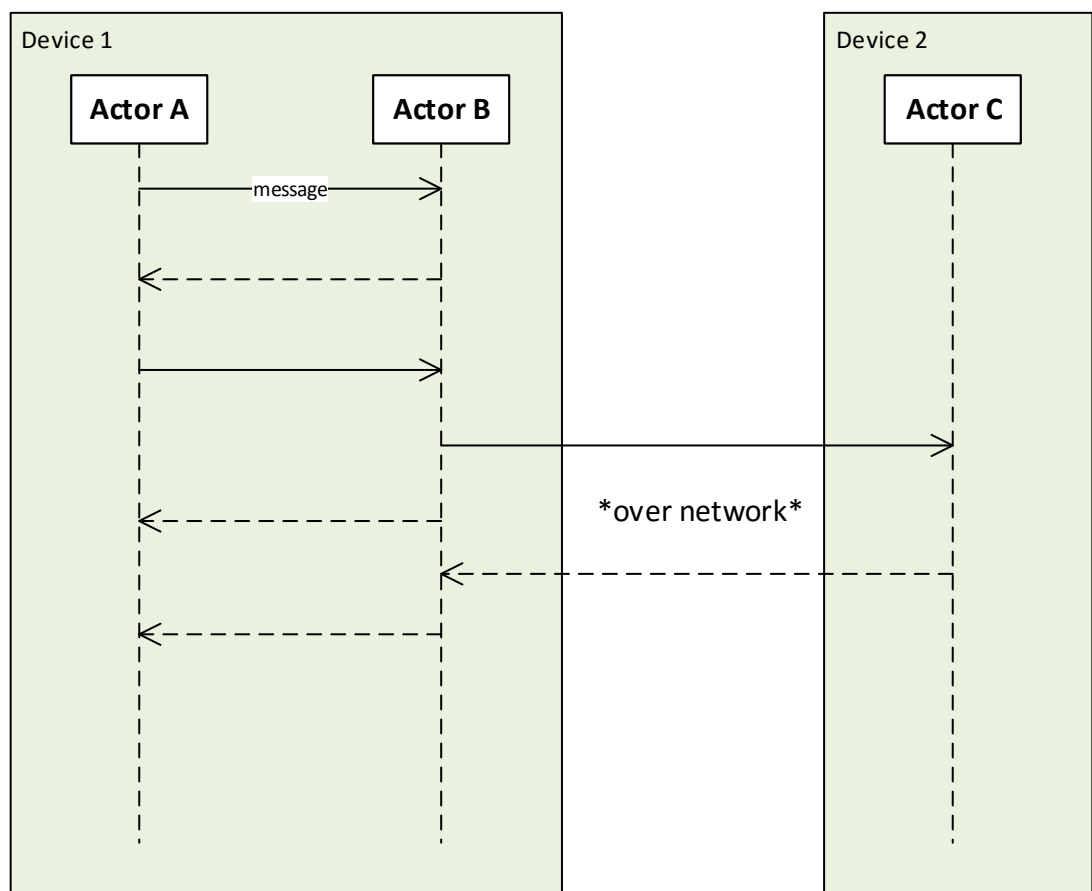 Device 1
Device 2
Actor A
Actor B
Actor C
message
*over network*